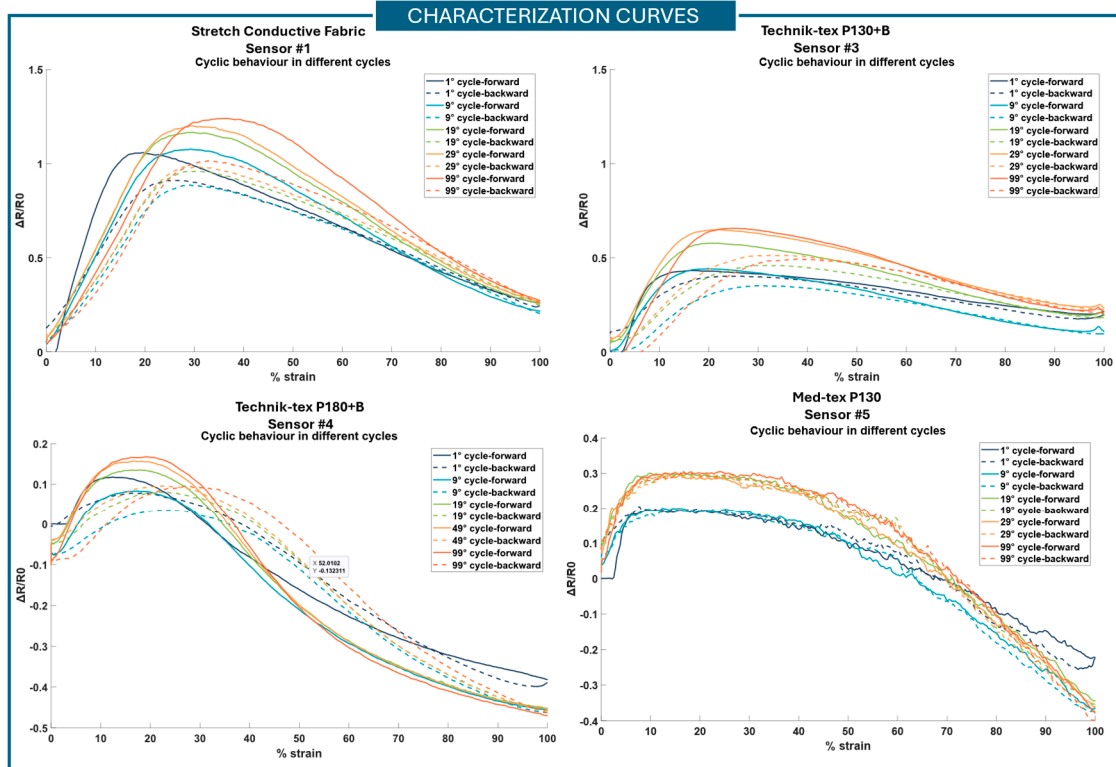 CHARACTERIZATION CURVES
Stretch Conductive Fabric
Sensor #1
Cyclic behaviour in different cycles
1.5
1
0.5
0
ΔR/R0
0 10 20 30 40 50 60 70 80 90 100
% strain
1° cycle-forward
1° cycle-backward
9° cycle-forward
9° cycle-backward
19° cycle-forward
19° cycle-backward
29° cycle-forward
29° cycle-backward
99° cycle-forward
99° cycle-backward
Technik-tex P130+B
Sensor #3
Cyclic behaviour in different cycles
1.5
1
0.5
0
ΔR/R0
0 10 20 30 40 50 60 70 80 90 100
% strain
1° cycle-forward
1° cycle-backward
9° cycle-forward
9° cycle-backward
19° cycle-forward
19° cycle-backward
29° cycle-forward
29° cycle-backward
99° cycle-forward
99° cycle-backward
Technik-tex P180+B
Sensor #4
Cyclic behaviour in different cycles
0.2
0.1
0
-0.1
-0.2
-0.3
-0.4
-0.5
ΔR/R0
0 10 20 30 40 50 60 70 80 90 100
% strain
X 52.0102
Y -0.132311
1° cycle-forward
1° cycle-backward
9° cycle-forward
9° cycle-backward
19° cycle-forward
19° cycle-backward
49° cycle-forward
49° cycle-backward
99° cycle-forward
99° cycle-backward
Med-tex P130
Sensor #5
Cyclic behaviour in different cycles
0.4
0.3
0.2
0.1
0
-0.1
-0.2
-0.3
-0.4
ΔR/R0
0 10 20 30 40 50 60 70 80 90 100
% strain
1° cycle-forward
1° cycle-backward
9° cycle-forward
9° cycle-backward
19° cycle-forward
19° cycle-backward
29° cycle-forward
29° cycle-backward
99° cycle-forward
99° cycle-backward